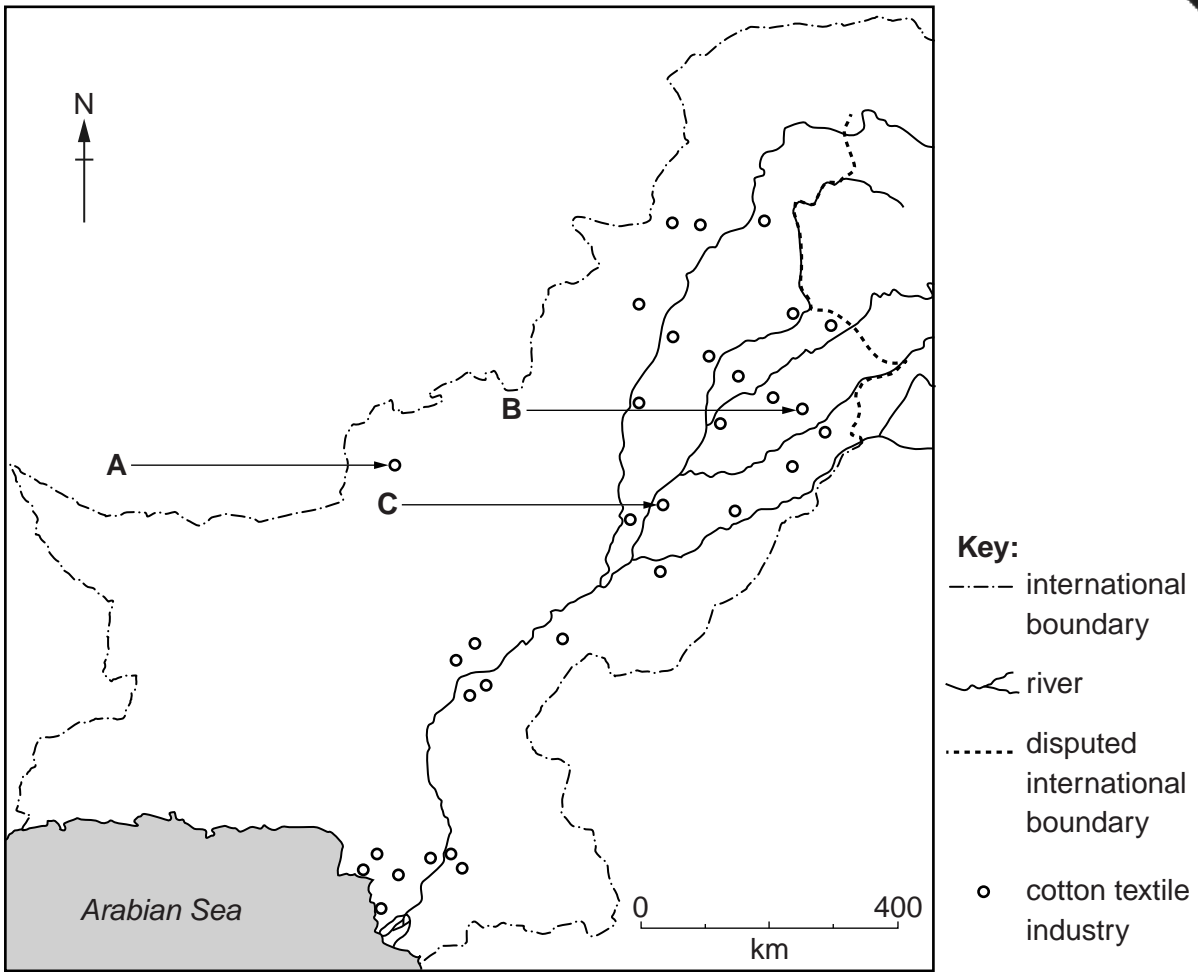 N
B
A
C
Arabian Sea
0 400
km
Key:
international
boundary
river
disputed
international
boundary
cotton textile
industry